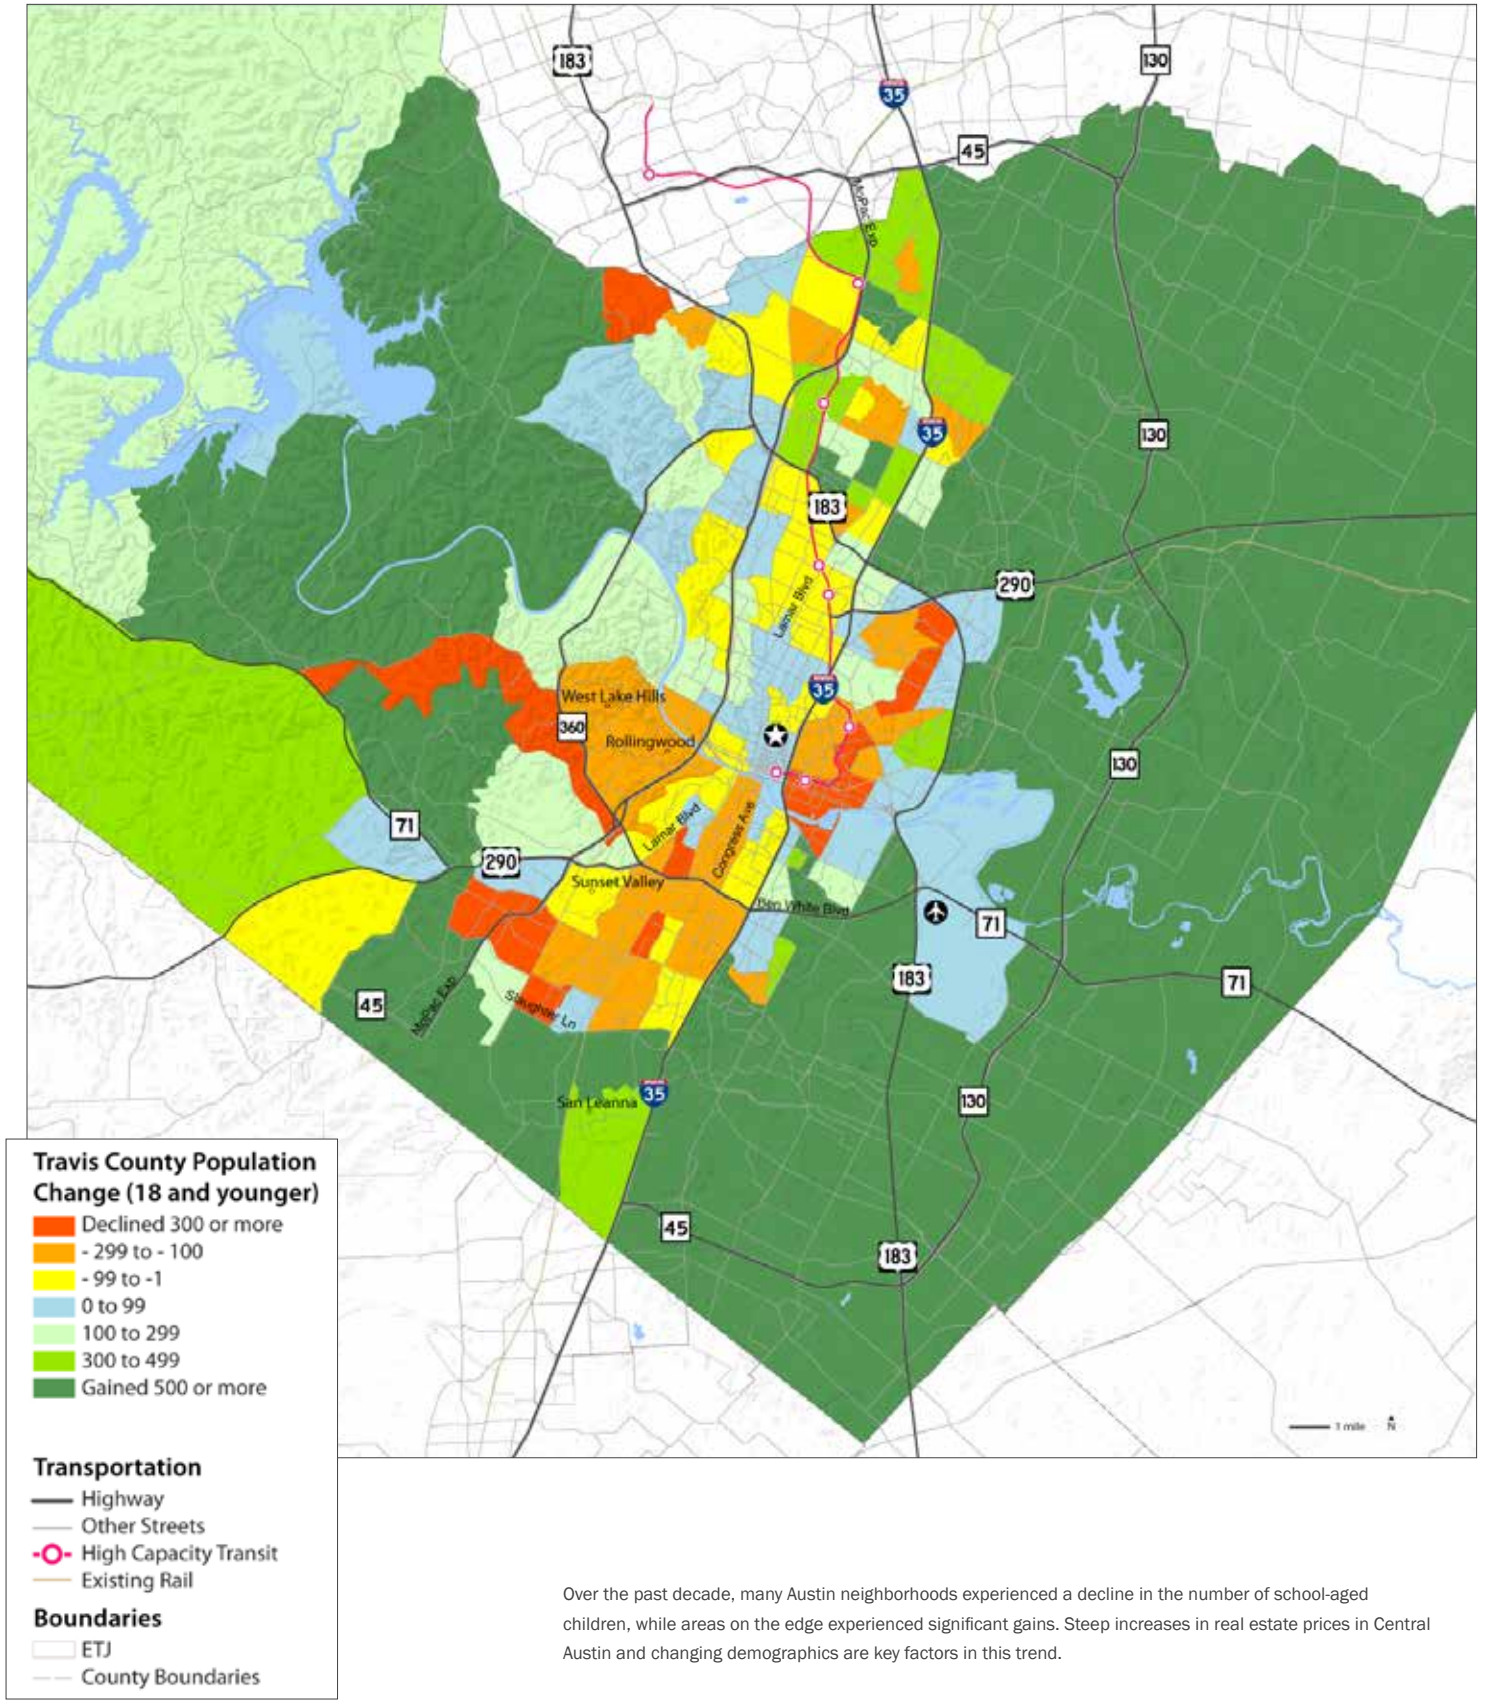 183
35
130
45
MoPac Exp
130
35
183
290
Lamar Blvd
West Lake Hills
35
360
Rollingwood
130
71
Lamar Blvd
Congress Ave
290
Sunset Valley
Ben White Blvd
71
183
71
45
MoPac Exp
Slaughter Ln
San Leanna
35
130
45
183
1 mile N
Travis County Population
Change (18 and younger)
Declined 300 or more
- 299 to - 100
- 99 to -1
0 to 99
100 to 299
300 to 499
Gained 500 or more
Transportation
Highway
Other Streets
High Capacity Transit
Existing Rail
Boundaries
ETJ
County Boundaries
Over the past decade, many Austin neighborhoods experienced a decline in the number of school-aged
children, while areas on the edge experienced significant gains. Steep increases in real estate prices in Central
Austin and changing demographics are key factors in this trend.